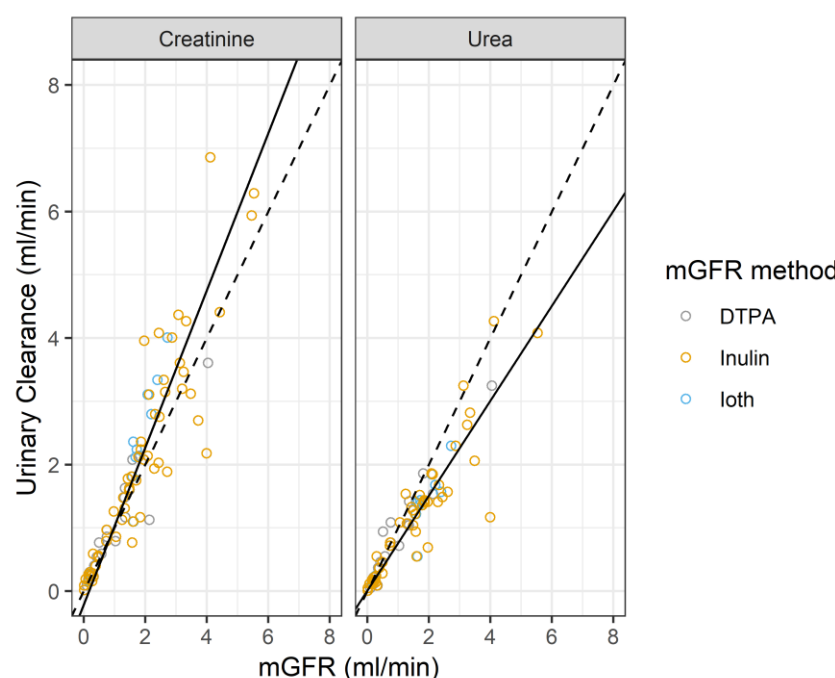 Creatinine Urea
8
6
4
2
0
Urinary Clearance (ml/min)
0 2 4 6 8 0 2 4 6 8
mGFR (ml/min)
mGFR method
DTPA
Inulin
Ioth